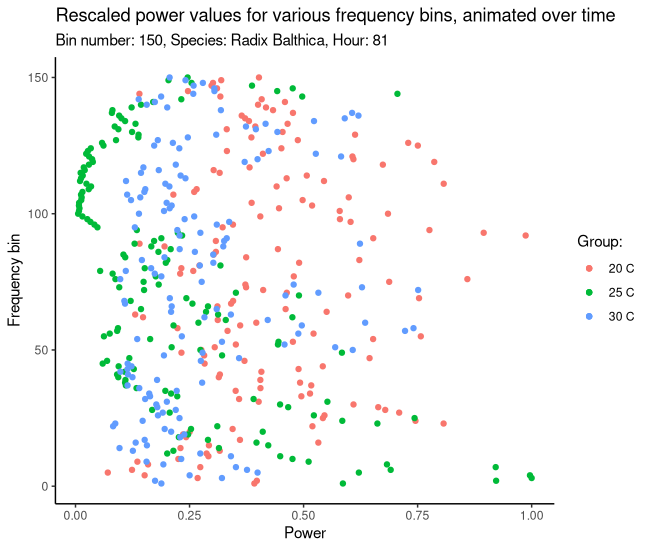 Rescaled power values for various frequency bins, animated over time
Bin number: 150, Species: Radix Balthica, Hour: 81
150
100
50
0
Frequency bin
0.00 0.25 0.50 0.75 1.00
Power
Group:
20 C
25 C
30 C